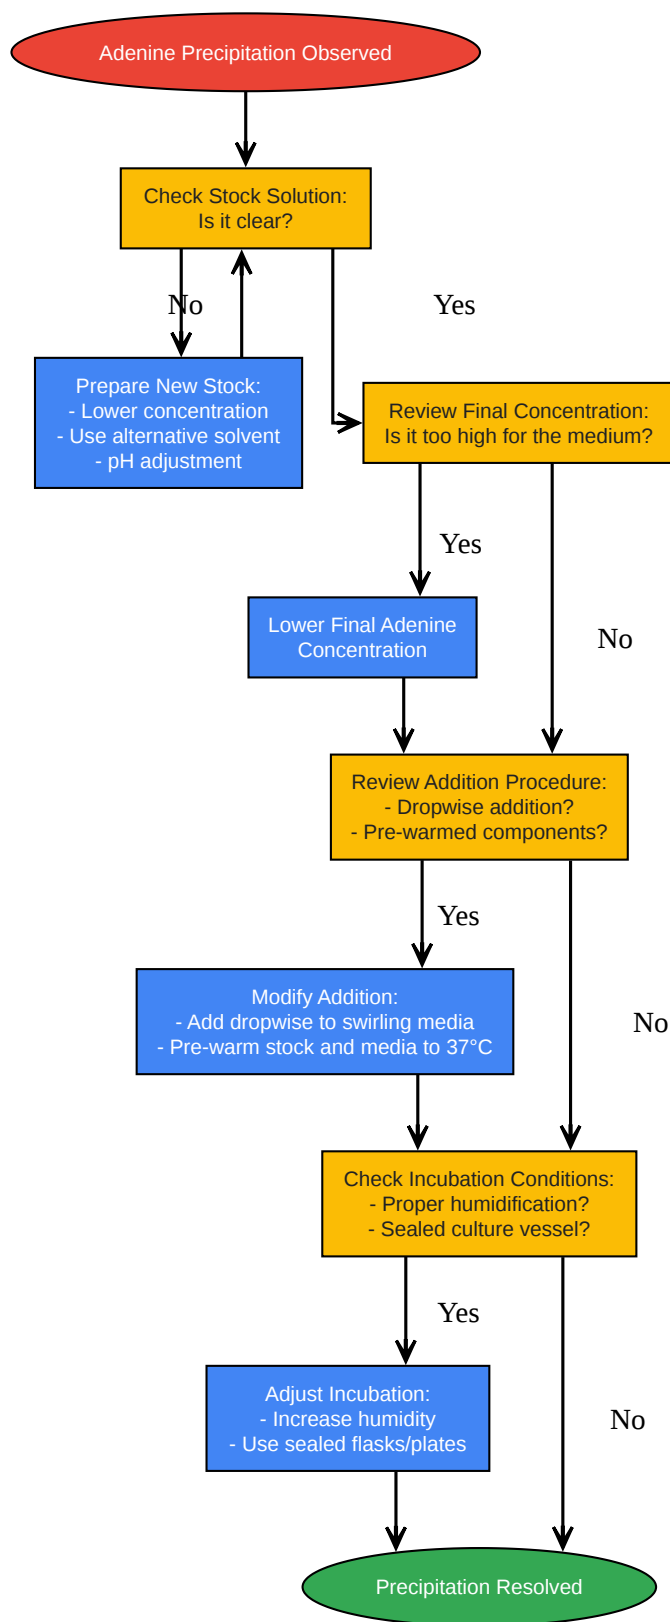 Adenine Precipitation Observed
Check Stock Solution:
Is it clear?
No
Yes
Prepare New Stock:
- Lower concentration
- Use alternative solvent
- pH adjustment
Review Final Concentration:
Is it too high for the medium?
Yes
Lower Final Adenine
Concentration
No
Review Addition Procedure:
- Dropwise addition?
- Pre-warmed components?
Yes
Modify Addition:
- Add dropwise to swirling media
- Pre-warm stock and media to 37°C
No
Check Incubation Conditions:
- Proper humidification?
- Sealed culture vessel?
Yes
Adjust Incubation:
- Increase humidity
- Use sealed flasks/plates
No
Precipitation Resolved